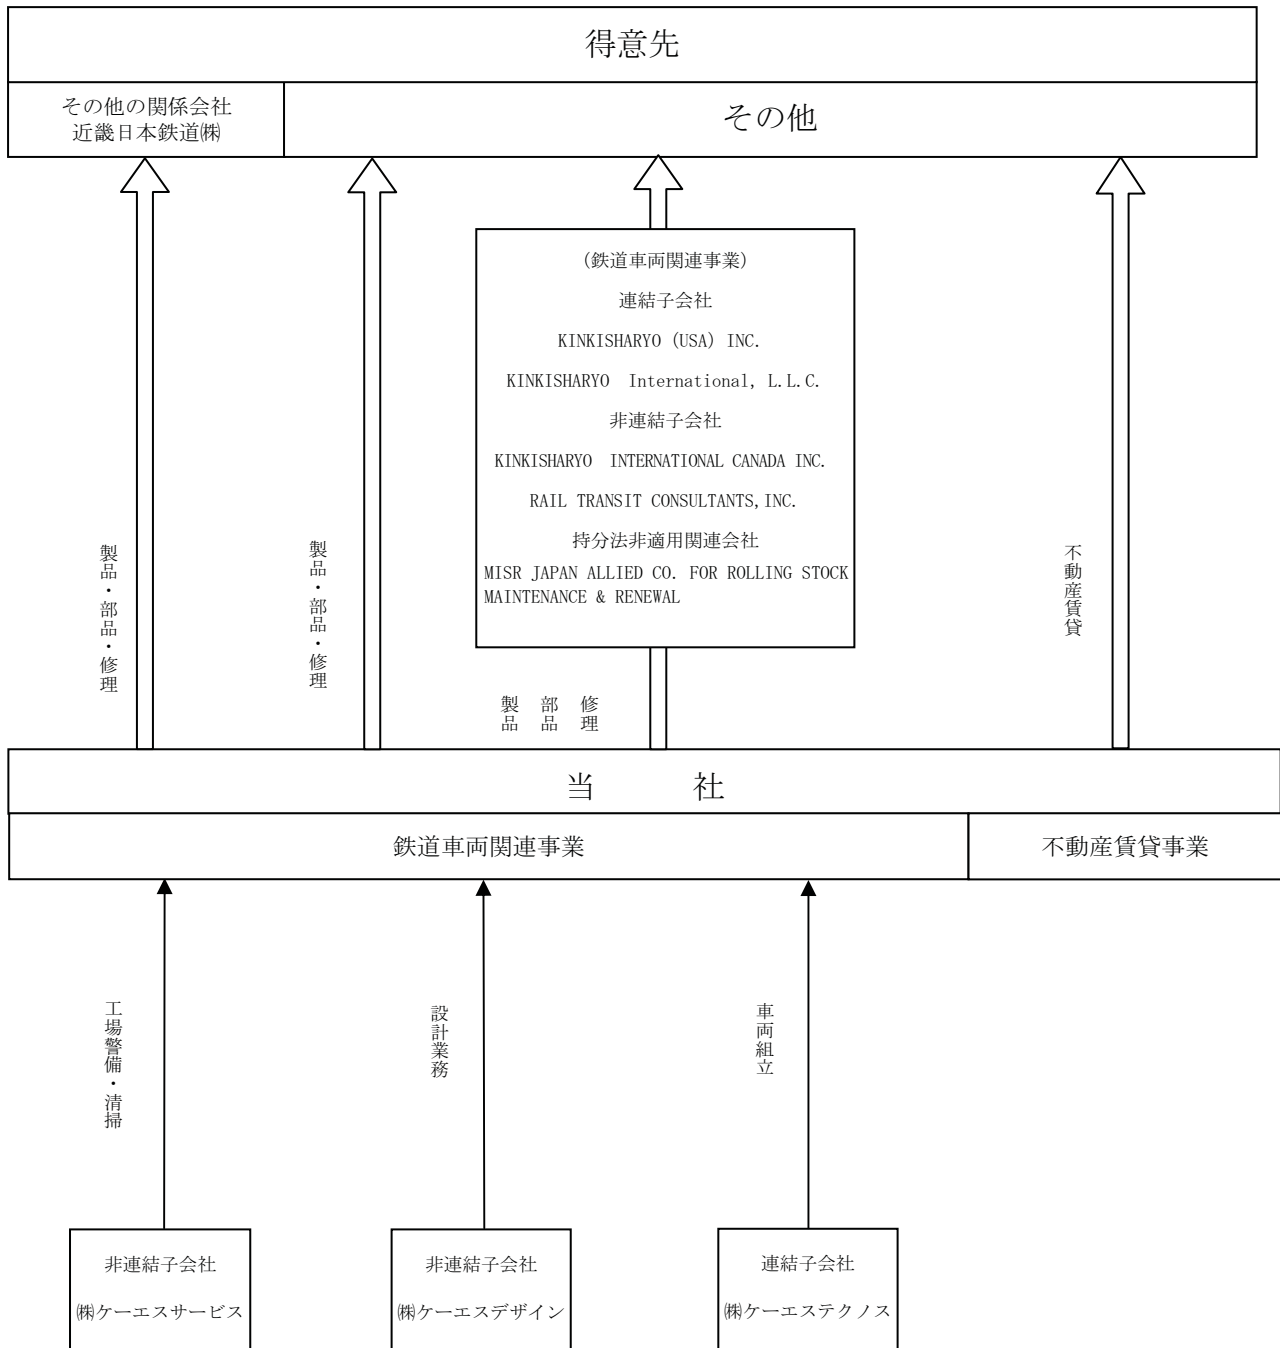 得意先
その他の関係会社
近畿日本鉄道㈱
その他
(鉄道車両関連事業)
連結子会社
KINKISHARYO (USA) INC.
KINKISHARYO International, L.L.C.
非連結子会社
KINKISHARYO INTERNATIONAL CANADA INC.
RAIL TRANSIT CONSULTANTS,INC.
持分法非適用関連会社
MISR JAPAN ALLIED CO. FOR ROLLING STOCK
MAINTENANCE & RENEWAL
製品・部品・修理
製品・部品・修理
製品 部品 修理
不動産賃貸
当 社
鉄道車両関連事業
不動産賃貸事業
工場警備・清掃
設計業務
車両組立
非連結子会社
㈱ケーエスサービス
非連結子会社
㈱ケーエスデザイン
連結子会社
㈱ケーエステクノス